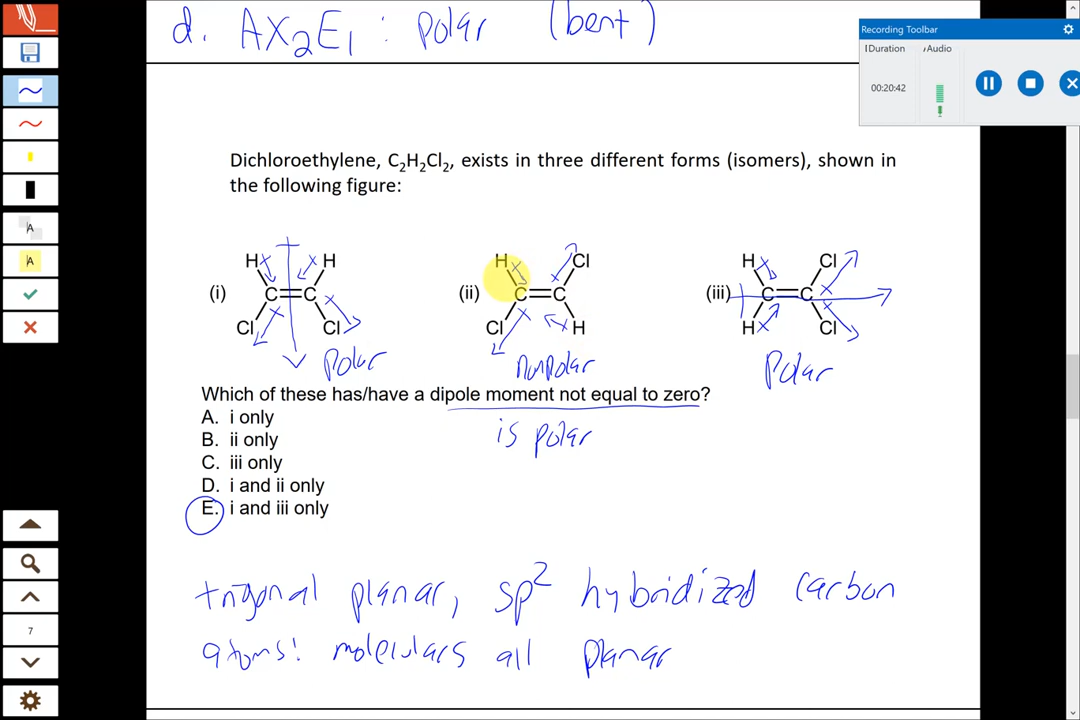 d. AX₂E₁ : polar (bent)
Recording Toolbar
Duration
Audio
00:20:42
Dichloroethylene, C₂H₂Cl₂, exists in three different forms (isomers), shown in
the following figure:
H H Cl H Cl
(i) C=C (ii) C=C (iii) C=C
Cl Cl Cl H H Cl
Polar Nonpolar Polar
Which of these has/have a dipole moment not equal to zero?
A. i only
is polar
B. ii only
C. iii only
D. i and ii only
E. i and iii only
trigonal planar, sp² hybridized carbon
atoms: moleculars all planar
7